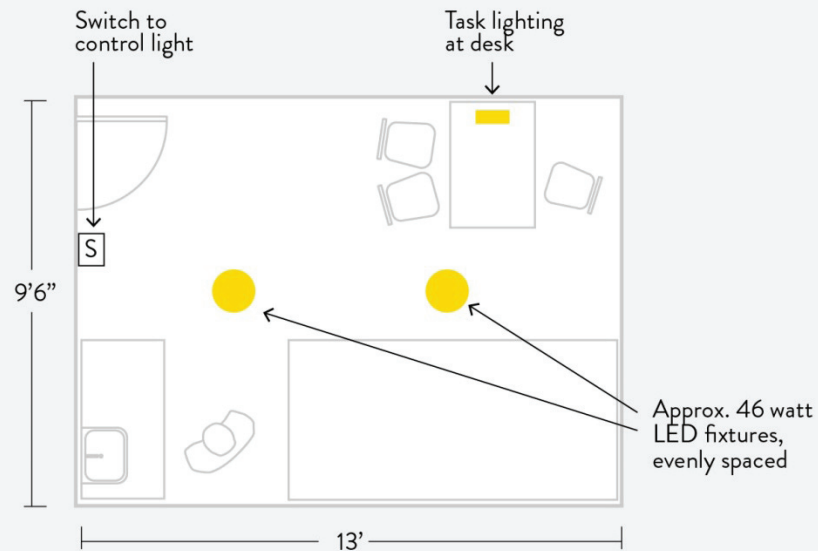 Switch to
control light
Task lighting
at desk
S
9’6”
Approx. 46 watt
LED fixtures,
evenly spaced
13’